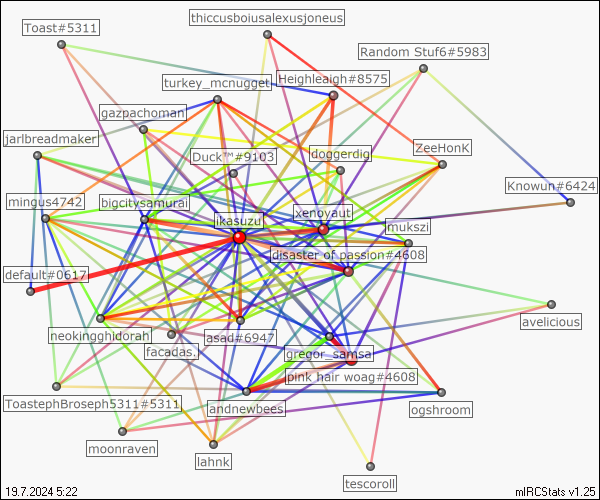 thiccusboiusalexusjoneus
Toast#5311
Random Stuf6#5983
Heighleaigh#8575
turkey_mcnugget
gazpachoman
jarlbreadmaker
ZeeHonK
Duck™#9103
doggerdig
Knowun#6424
mingus4742
bigcitysamurai
ikasuzu
xenoyaut
mukszi
disaster of passion#4608
default#0617
avelicious
neokingghidorah
asad#6947
facadas.j
gregor_samsa
pink hair woag#4608
ToastephBroseph5311#5311
andnewbees
ogshroom
moonraven
lahnk
tescoroll
19.7.2024 5:22
mIRCStats v1.25